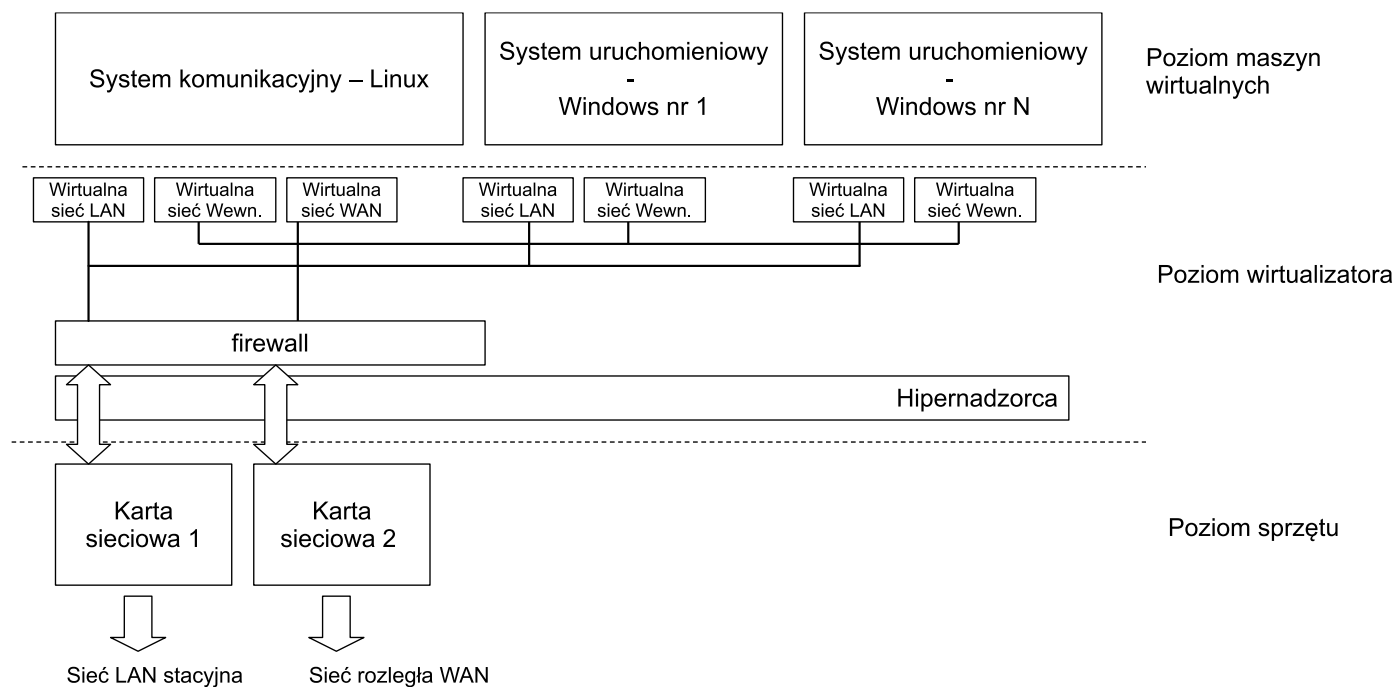 System komunikacyjny – Linux
System uruchomieniowy
-
Windows nr 1
System uruchomieniowy
-
Windows nr N
Poziom maszyn
wirtualnych
Wirtualna
sieć LAN
Wirtualna
sieć Wewn.
Wirtualna
sieć WAN
Wirtualna
sieć LAN
Wirtualna
sieć Wewn.
Wirtualna
sieć LAN
Wirtualna
sieć Wewn.
Poziom wirtualizatora
firewall
Hipernadzorca
Karta
sieciowa 1
Karta
sieciowa 2
Poziom sprzętu
Sieć LAN stacyjna
Sieć rozległa WAN